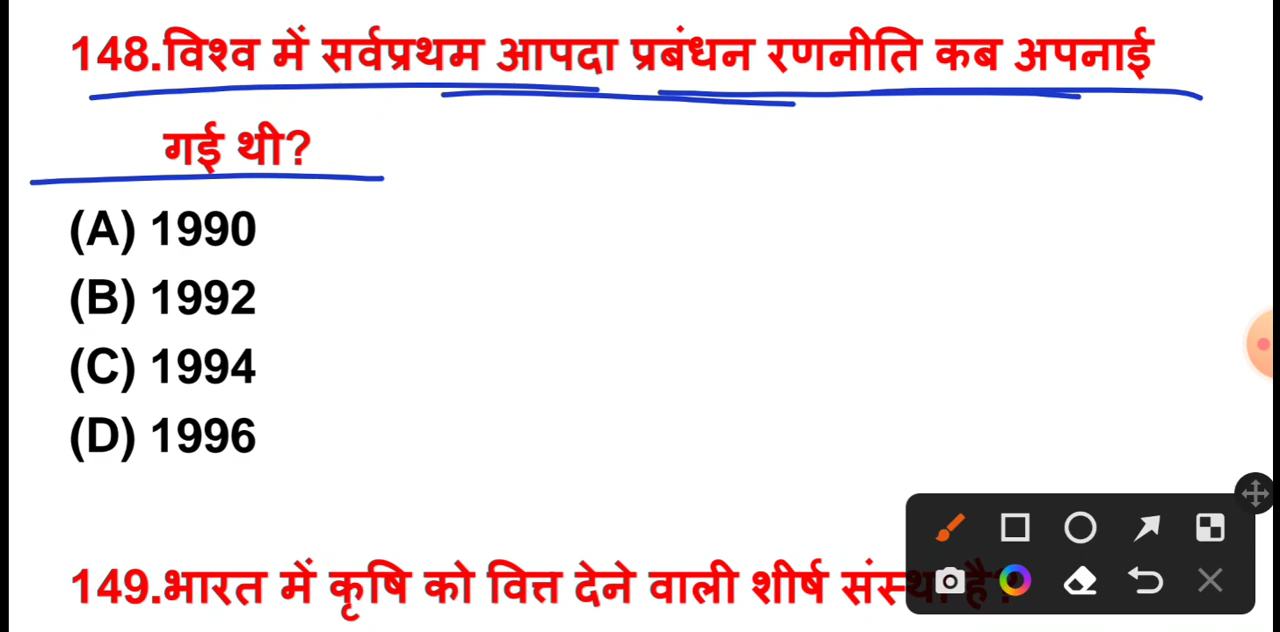 148.विश्व में सर्वप्रथम आपदा प्रबंधन रणनीति कब अपनाई
गई थी?
(A) 1990
(B) 1992
(C) 1994
(D) 1996
149.भारत में कृषि को वित्त देने वाली शीर्ष संस्था है?